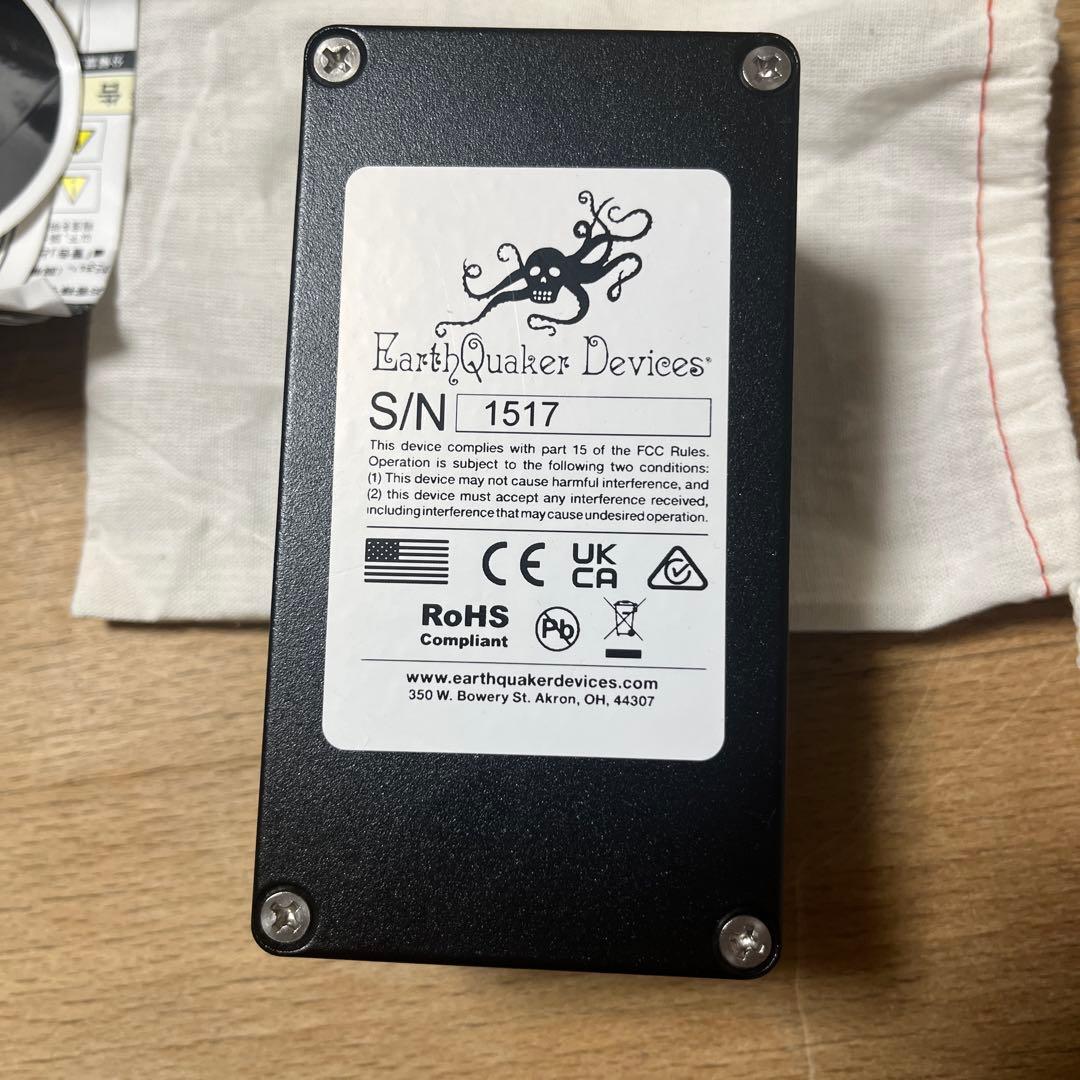 EarthQuaker Devices®
S/N 1517
This device complies with part 15 of the FCC Rules.
Operation is subject to the following two conditions:
(1) This device may not cause harmful interference, and
(2) this device must accept any interference received,
including interference that may cause undesired operation.
CE UK CA
RoHS
Compliant
Pb
www.earthquakerdevices.com
350 W. Bowery St. Akron, OH, 44307
告